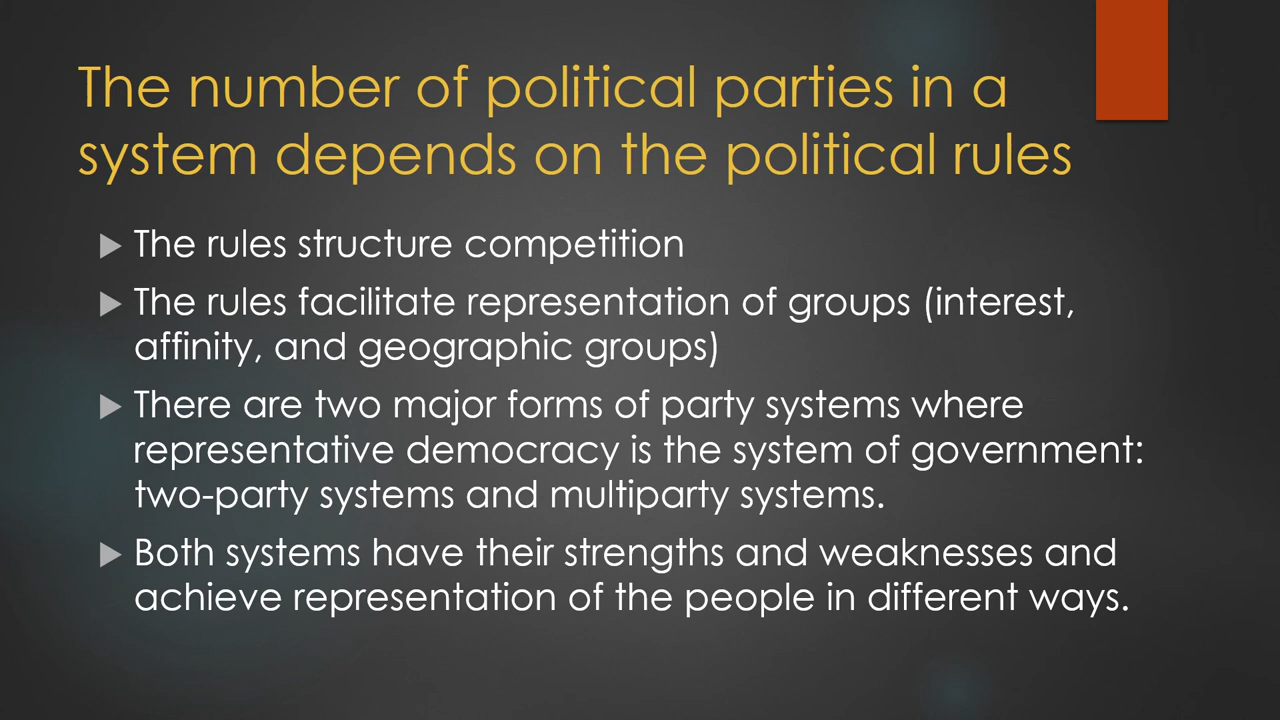 The number of political parties in a
system depends on the political rules
The rules structure competition
The rules facilitate representation of groups (interest,
affinity, and geographic groups)
There are two major forms of party systems where
representative democracy is the system of government:
two-party systems and multiparty systems.
Both systems have their strengths and weaknesses and
achieve representation of the people in different ways.